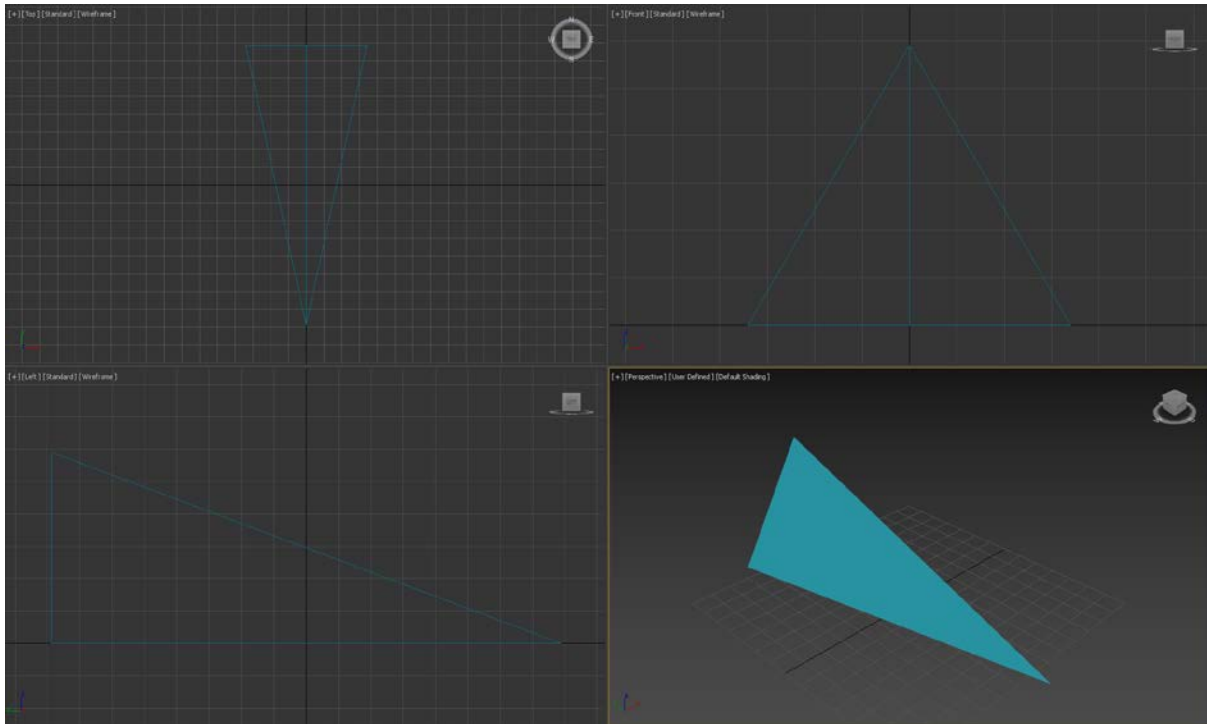 [+][Top][Standard][Wireframe]
[+][Front][Standard][Wireframe]
[+][Left][Standard][Wireframe]
[+][Perspective][User Defined][Default Shading]